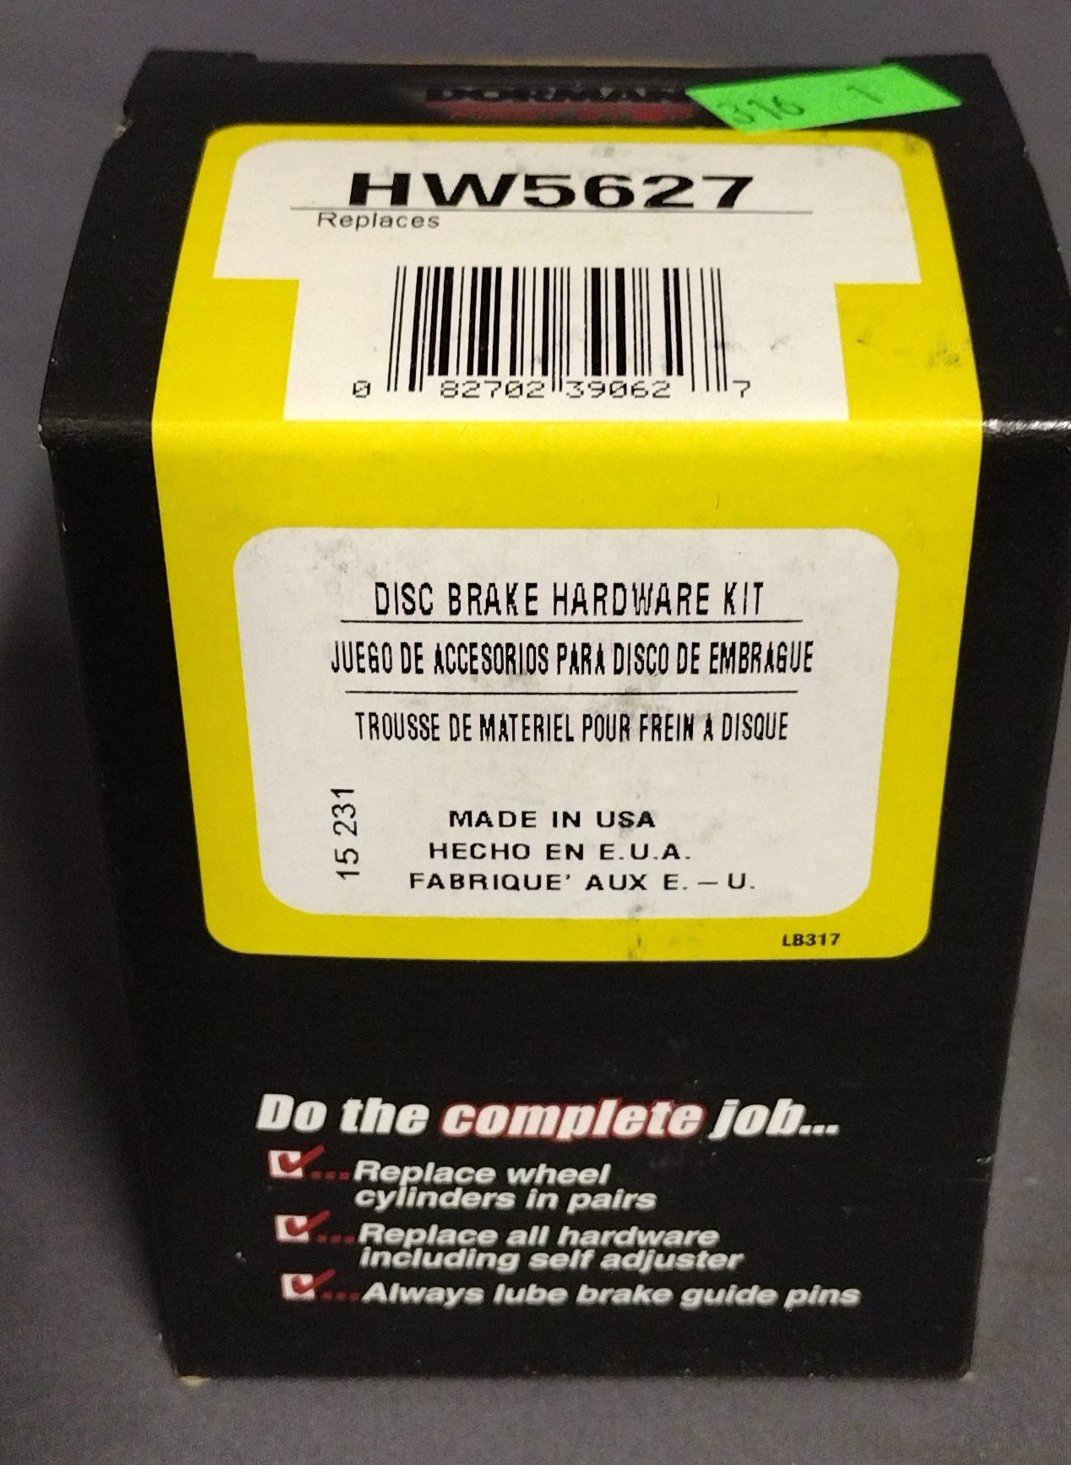 DORMAN
316 1
HW5627
Replaces
0 82702 39062 7
DISC BRAKE HARDWARE KIT
JUEGO DE ACCESORIOS PARA DISCO DE EMBRAGUE
TROUSSE DE MATERIEL POUR FREIN A DISQUE
15 231
MADE IN USA
HECHO EN E.U.A.
FABRIQUE' AUX E. – U.
LB317
Do the complete job...
...Replace wheel
cylinders in pairs
...Replace all hardware
including self adjuster
...Always lube brake guide pins